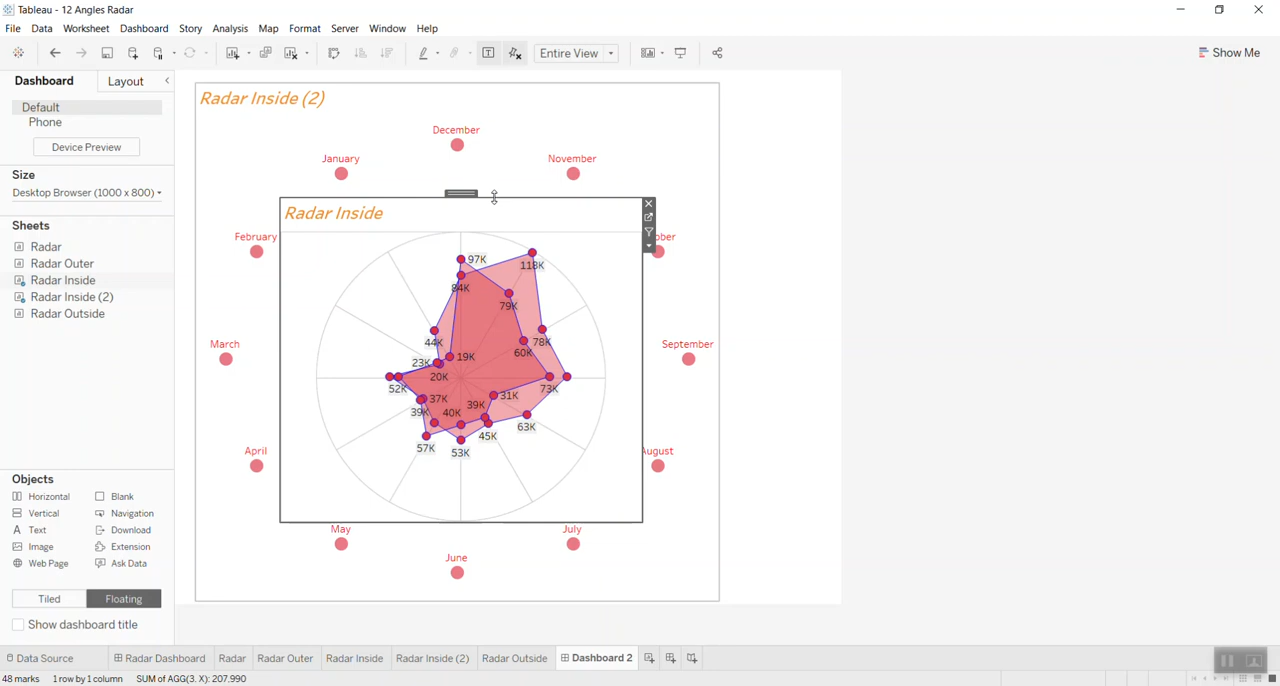 Tableau - 12 Angles Radar
File Data Worksheet Dashboard Story Analysis Map Format Server Window Help
Entire View
Show Me
Dashboard Layout
Default
Phone
Device Preview
Size
Desktop Browser (1000 x 800)
Sheets
Radar
Radar Outer
Radar Inside
Radar Inside (2)
Radar Outside
Objects
Horizontal Blank
Vertical Navigation
Text Download
Image Extension
Web Page Ask Data
Tiled Floating
Show dashboard title
Radar Inside (2)
December
January November
February ober
March September
April August
May July
June
Radar Inside
97K
118K
84K
79K
44K 78K
60K
23K 19K
20K
52K 73K
37K 31K
39K 40K 39K
63K
57K 45K
53K
Data Source Radar Dashboard Radar Radar Outer Radar Inside Radar Inside (2) Radar Outside Dashboard 2
48 marks 1 row by 1 column SUM of AGG(3. X): 207,990